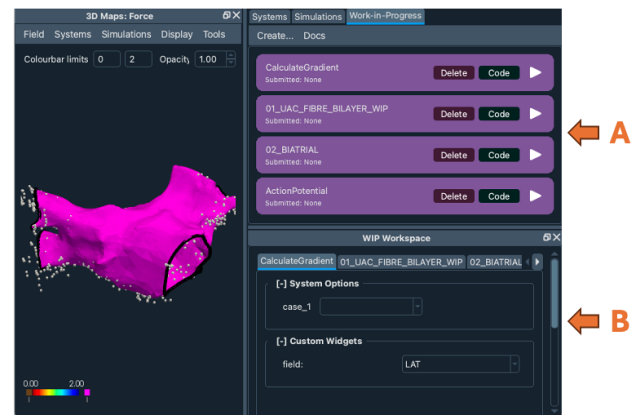 3D Maps: Force
Field Systems Simulations Display Tools
Colourbar limits 0 2 Opacity 1.00
0.00 2.00
Systems Simulations Work-in-Progress
Create... Docs
CalculateGradient
Submitted: None
Delete Code
01_UAC_FIBRE_BILAYER_WIP
Submitted: None
Delete Code
02_BIATRIAL
Submitted: None
Delete Code
ActionPotential
Submitted: None
Delete Code
A
WIP Workspace
CalculateGradient 01_UAC_FIBRE_BILAYER_WIP 02_BIATRIAL
[-] System Options
case_1
[-] Custom Widgets
field: LAT
B